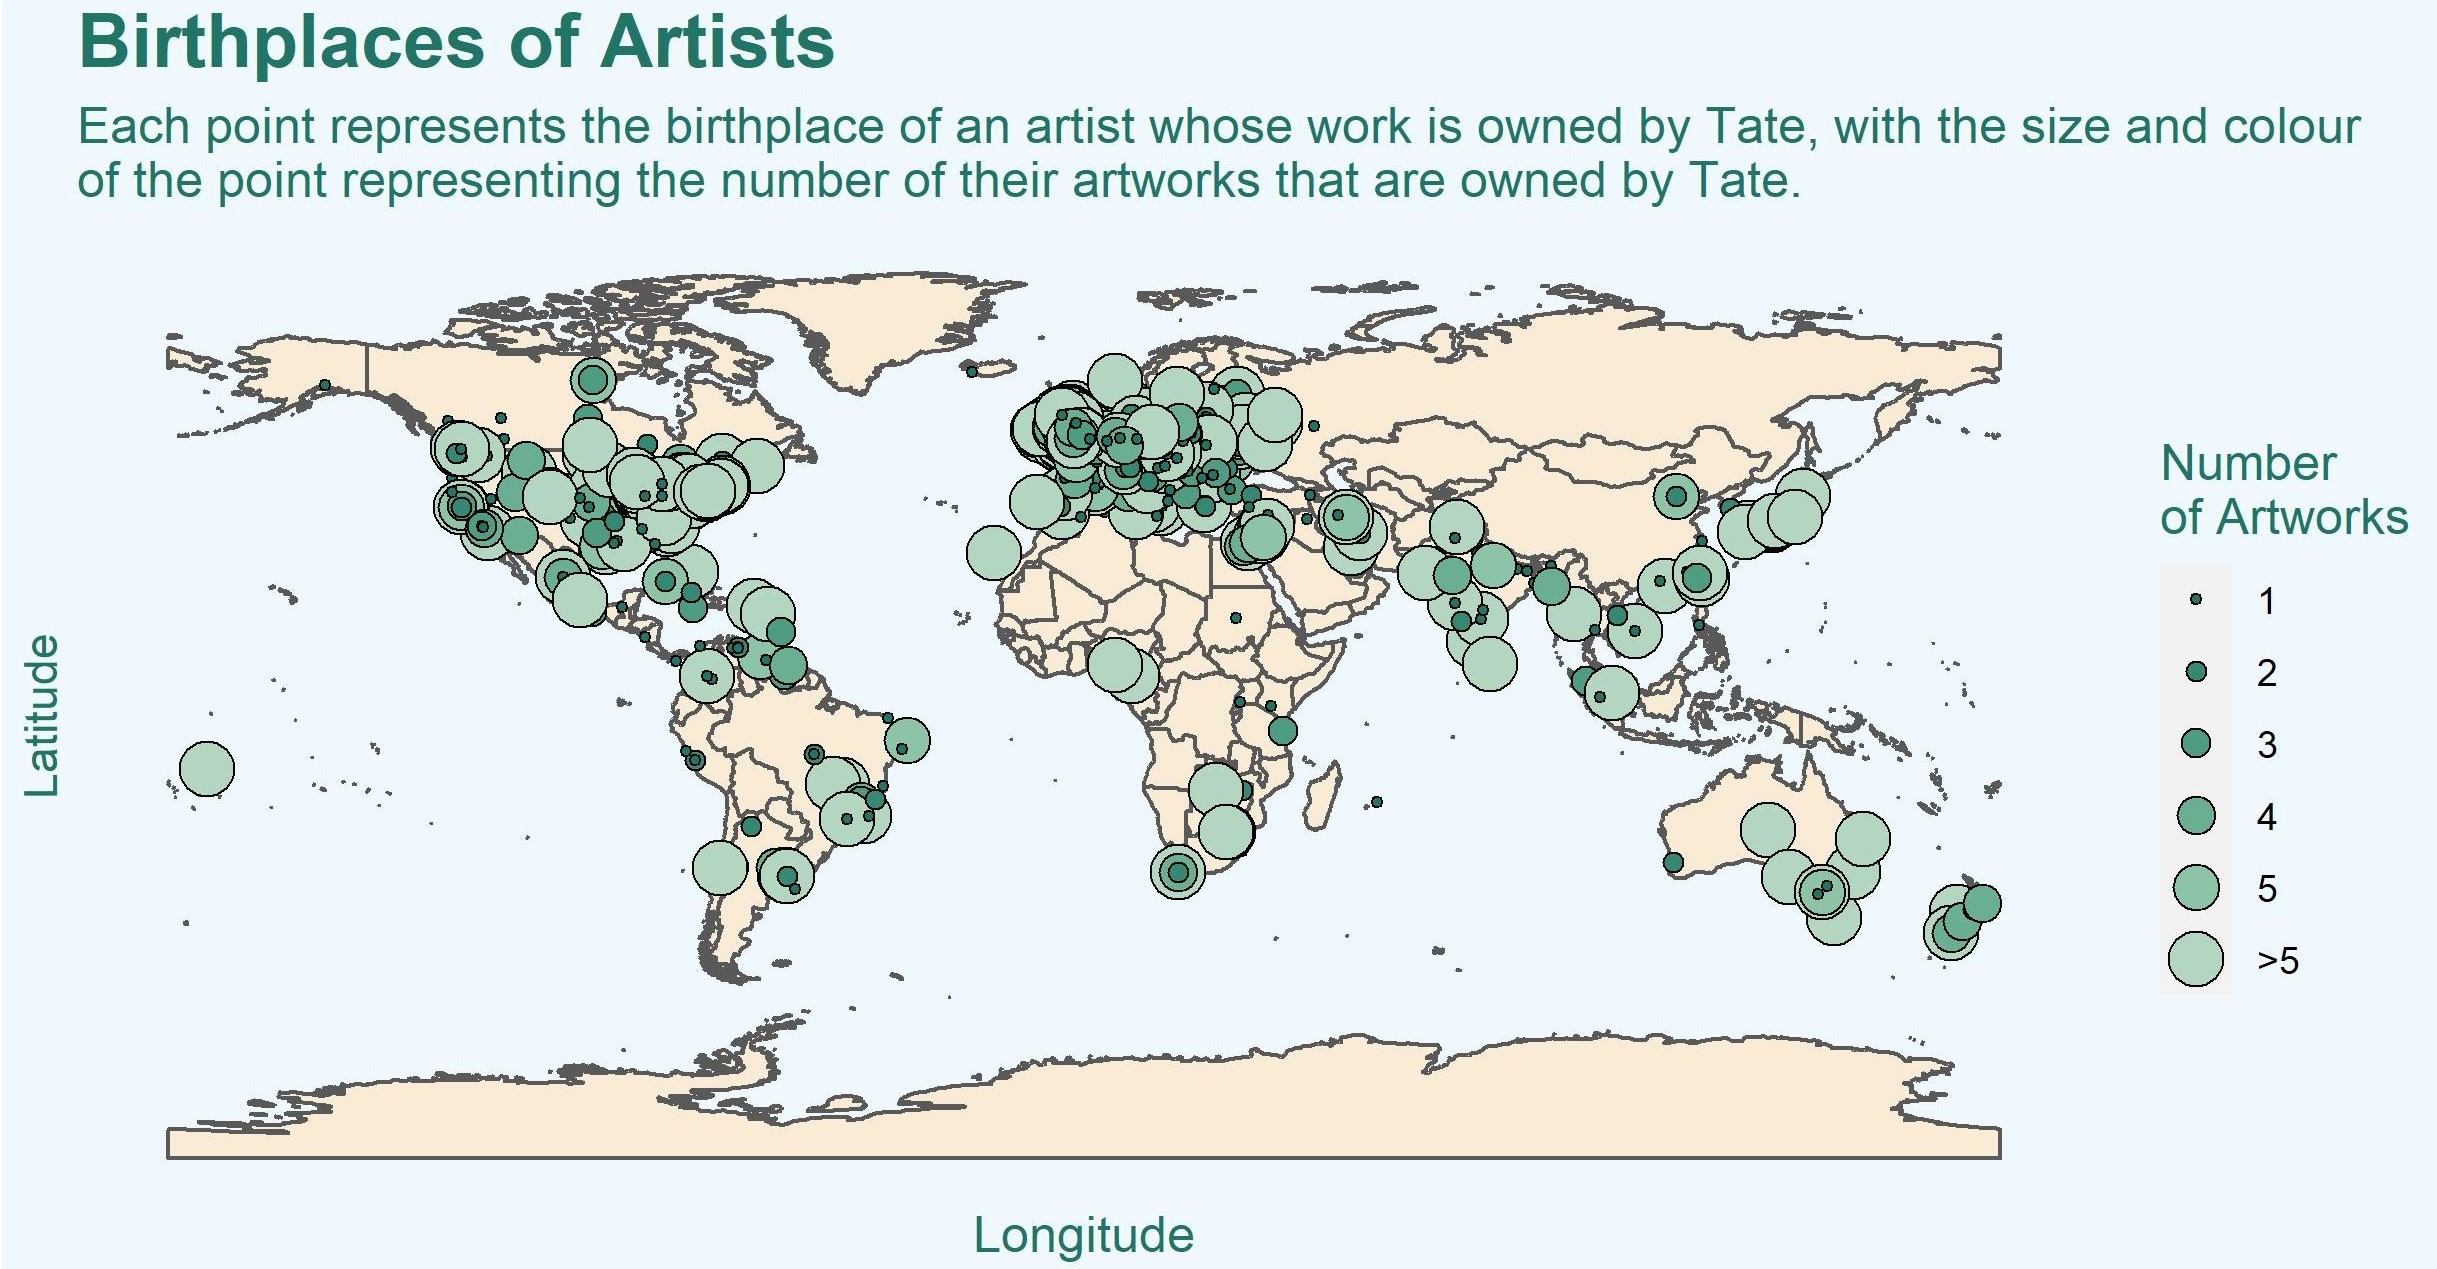 Birthplaces of Artists
Each point represents the birthplace of an artist whose work is owned by Tate, with the size and colour
of the point representing the number of their artworks that are owned by Tate.
Latitude
Longitude
Number
of Artworks
1
2
3
4
5
>5